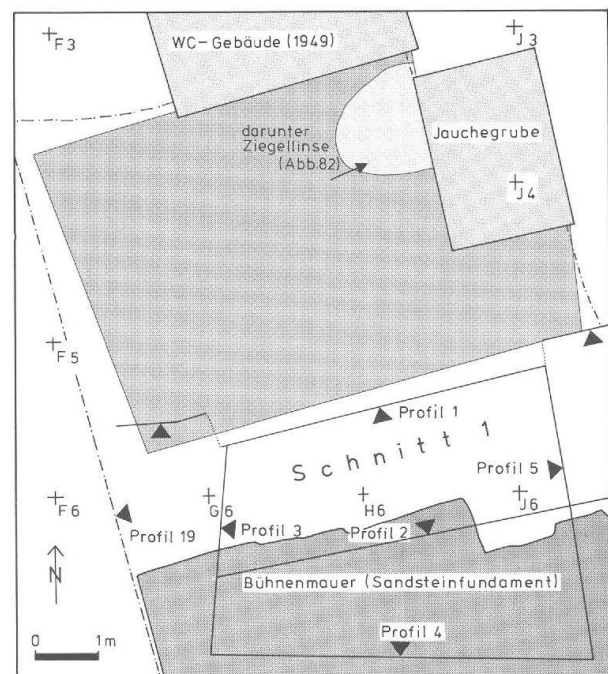 F3
WC-Gebäude (1949)
J3
darunter
Ziegellinse
(Abb.82)
Jauchegrube
J4
F5
Profil 1
Schnitt 1
Profil 5
F6
G6
H6
J6
Profil 19
Profil 3
Profil 2
N
Bühnenmauer (Sandsteinfundament)
Profil 4
0 1m